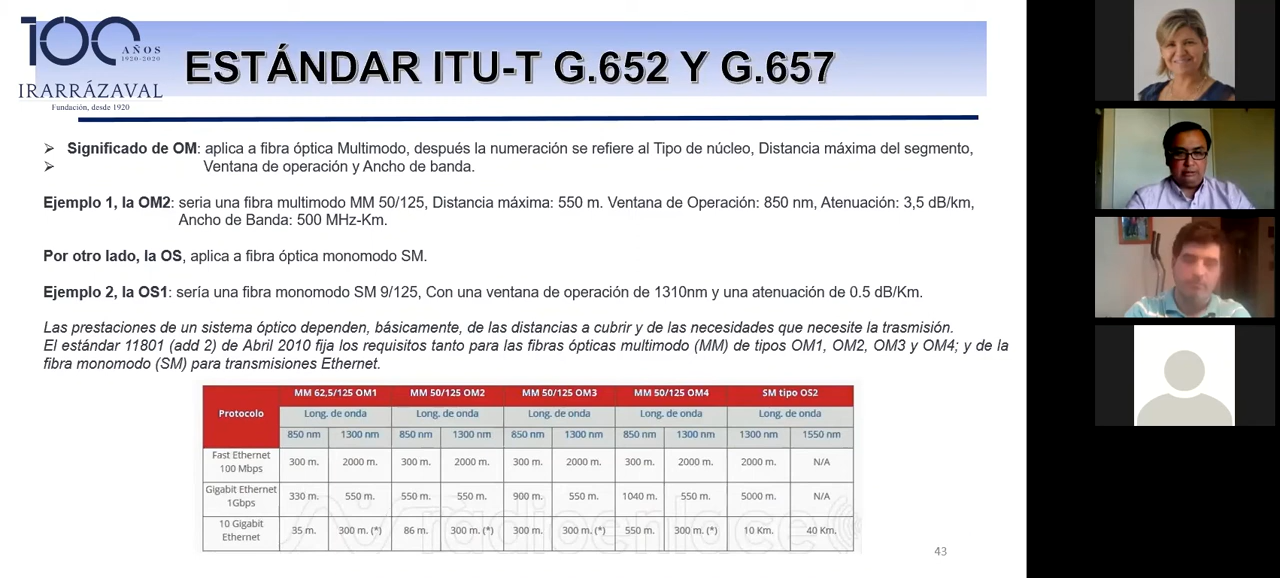 100
AÑOS
1920-2020
IRARRÁZAVAL
Fundación, desde 1920
ESTÁNDAR ITU-T G.652 Y G.657
➢ Significado de OM: aplica a fibra óptica Multimodo, después la numeración se refiere al Tipo de núcleo, Distancia máxima del segmento,
➢ Ventana de operación y Ancho de banda.
Ejemplo 1, la OM2: seria una fibra multimodo MM 50/125, Distancia máxima: 550 m. Ventana de Operación: 850 nm, Atenuación: 3,5 dB/km,
Ancho de Banda: 500 MHz-Km.
Por otro lado, la OS, aplica a fibra óptica monomodo SM.
Ejemplo 2, la OS1: sería una fibra monomodo SM 9/125, Con una ventana de operación de 1310nm y una atenuación de 0.5 dB/Km.
Las prestaciones de un sistema óptico dependen, básicamente, de las distancias a cubrir y de las necesidades que necesite la trasmisión.
El estándar 11801 (add 2) de Abril 2010 fija los requisitos tanto para las fibras ópticas multimodo (MM) de tipos OM1, OM2, OM3 y OM4; y de la
fibra monomodo (SM) para transmisiones Ethernet.
Protocolo MM 62,5/125 OM1 MM 50/125 OM2 MM 50/125 OM3 MM 50/125 OM4 SM tipo OS2
Long. de onda Long. de onda Long. de onda Long. de onda Long. de onda
850 nm 1300 nm 850 nm 1300 nm 850 nm 1300 nm 850 nm 1300 nm 1300 nm 1550 nm
Fast Ethernet
100 Mbps 300 m. 2000 m. 300 m. 2000 m. 300 m. 2000 m. 300 m. 2000 m. 2000 m. N/A
Gigabit Ethernet
1Gbps 330 m. 550 m. 550 m. 550 m. 900 m. 550 m. 1040 m. 550 m. 5000 m. N/A
10 Gigabit
Ethernet 35 m. 300 m. (*) 86 m. 300 m. (*) 300 m. 300 m. (*) 550 m. 300 m. (*) 10 Km. 40 Km.
radioenlace
43